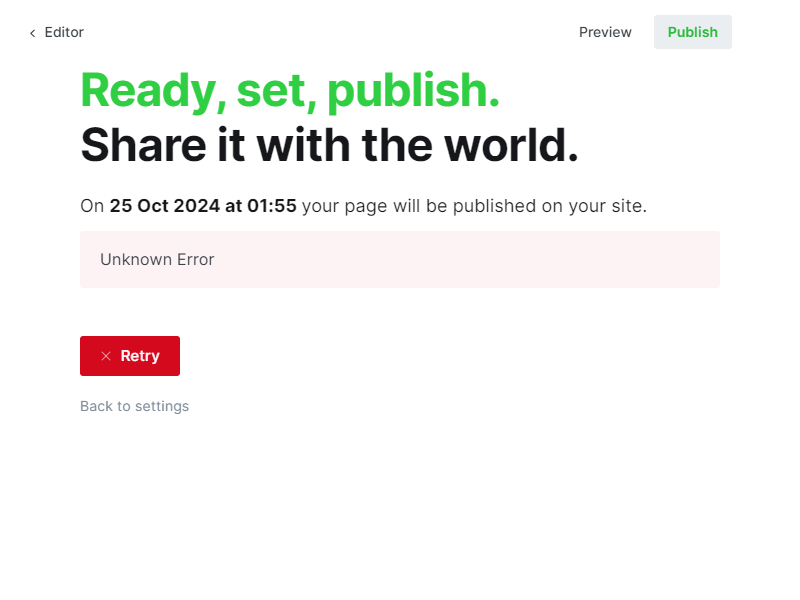 Editor
Preview
Publish
Ready, set, publish.
Share it with the world.
On 25 Oct 2024 at 01:55 your page will be published on your site.
Unknown Error
Retry
Back to settings